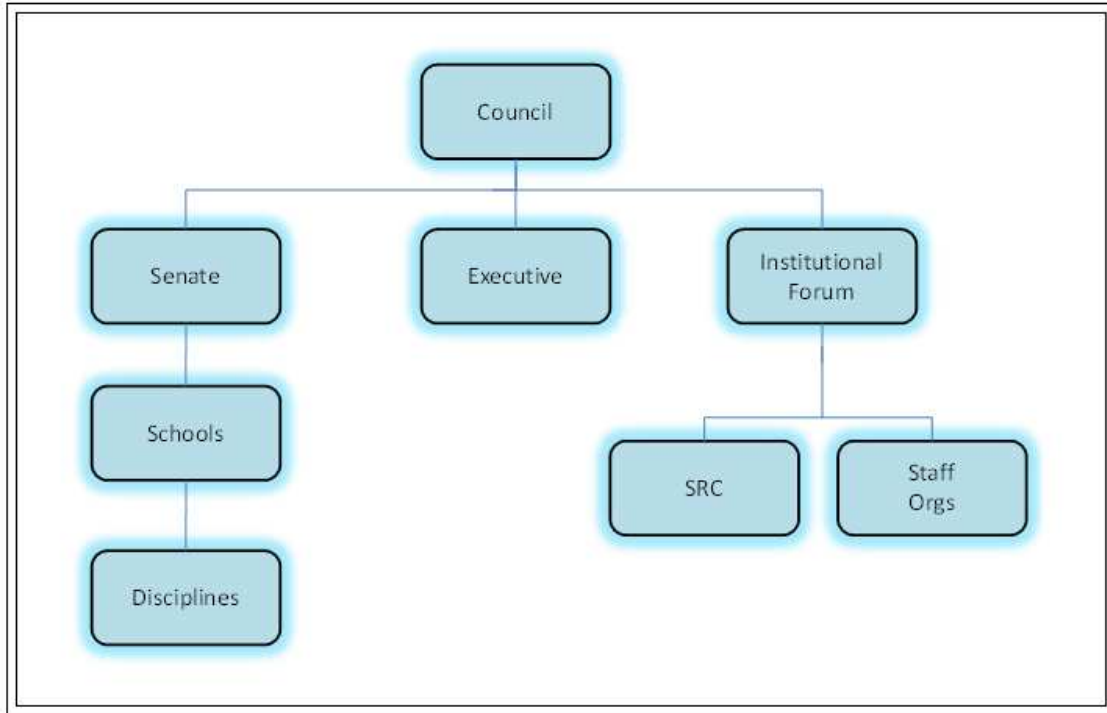 Council
Senate
Executive
Institutional
Forum
Schools
SRC
Staff
Orgs
Disciplines